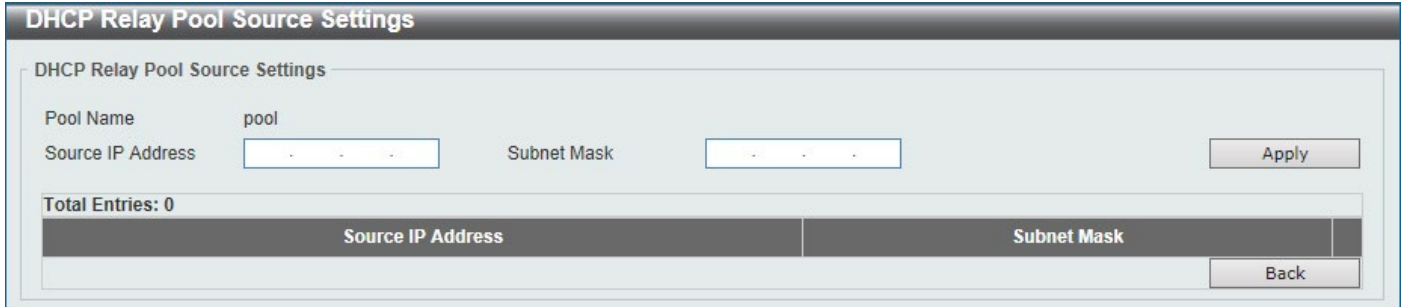 DHCP Relay Pool Source Settings
DHCP Relay Pool Source Settings
Pool Name pool
Source IP Address . . . Subnet Mask . . . Apply
Total Entries: 0
Source IP Address Subnet Mask
Back